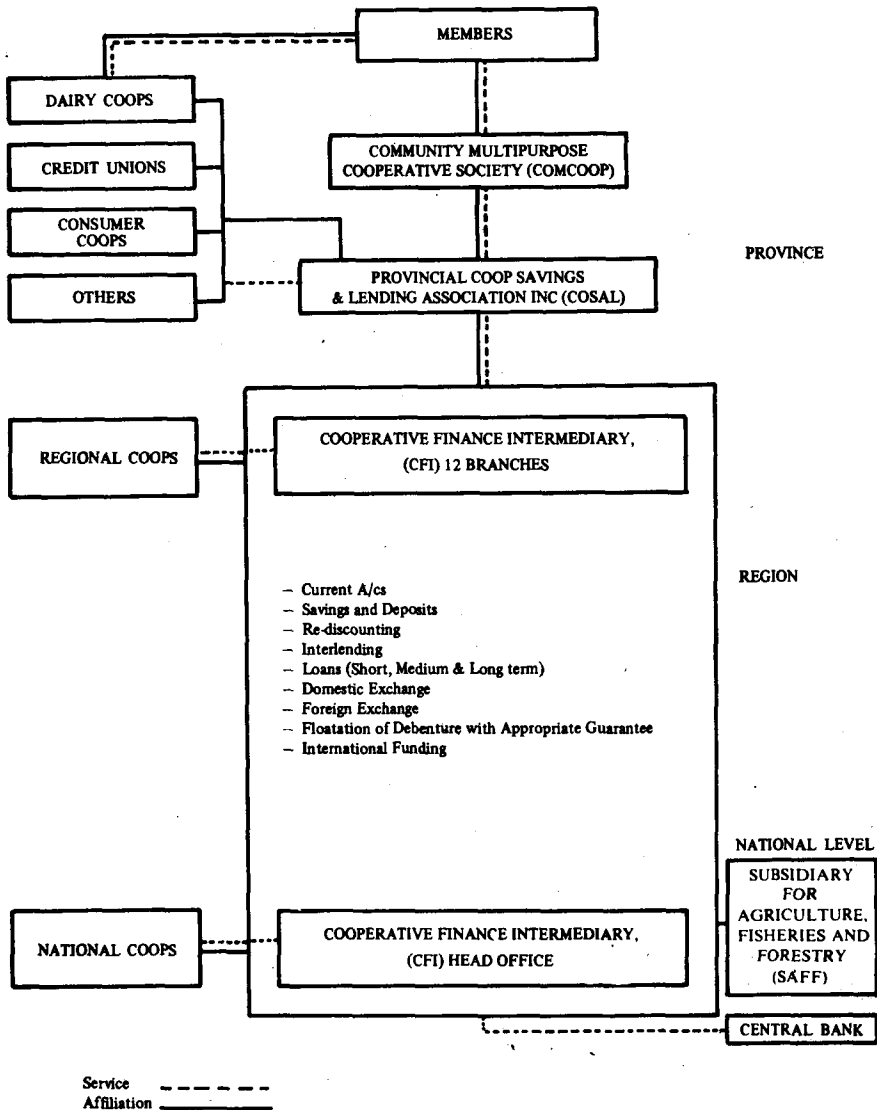 MEMBERS
DAIRY COOPS
CREDIT UNIONS
CONSUMER
COOPS
OTHERS
COMMUNITY MULTIPURPOSE
COOPERATIVE SOCIETY (COMCOOP)
PROVINCIAL COOP SAVINGS
& LENDING ASSOCIATION INC (COSAL)
PROVINCE
REGIONAL COOPS
COOPERATIVE FINANCE INTERMEDIARY,
(CFI) 12 BRANCHES
REGION
– Current A/cs
– Savings and Deposits
– Re-discounting
– Interlending
– Loans (Short, Medium & Long term)
– Domestic Exchange
– Foreign Exchange
– Floatation of Debenture with Appropriate Guarantee
– International Funding
NATIONAL LEVEL
SUBSIDIARY
FOR
AGRICULTURE,
FISHERIES AND
FORESTRY
(SAFF)
NATIONAL COOPS
COOPERATIVE FINANCE INTERMEDIARY,
(CFI) HEAD OFFICE
CENTRAL BANK
Service
Affiliation